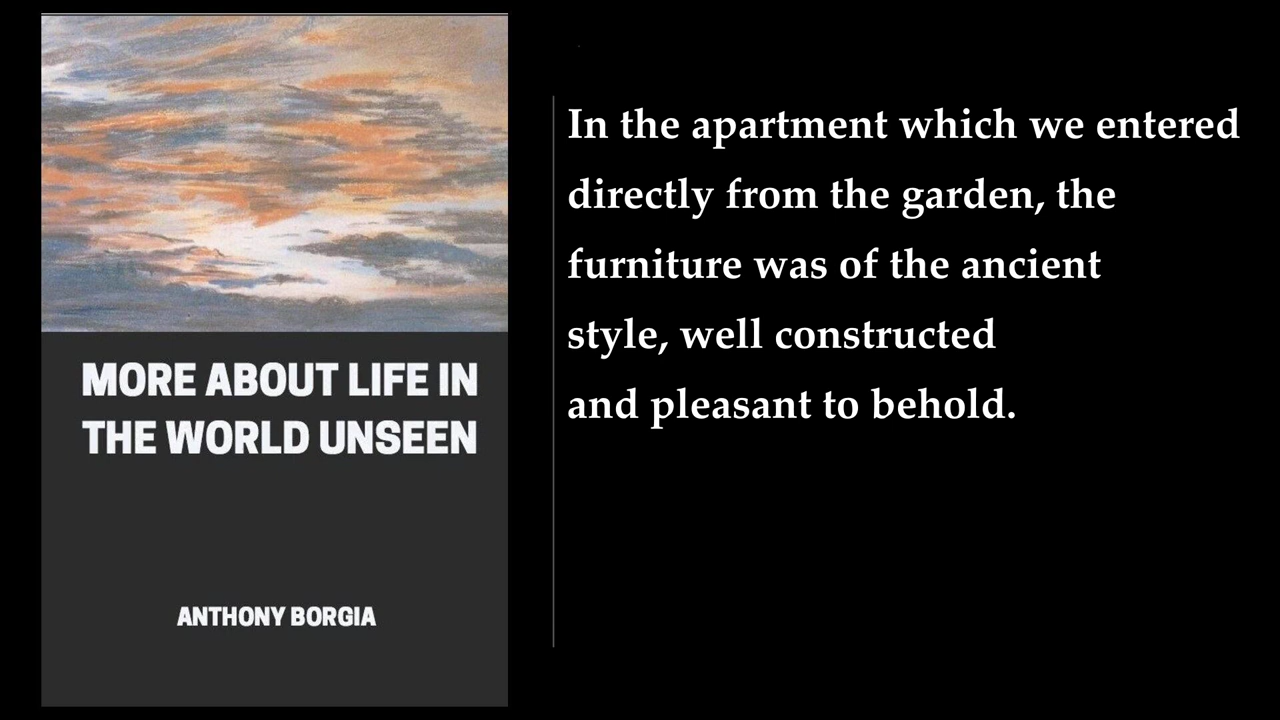 MORE ABOUT LIFE IN
THE WORLD UNSEEN
ANTHONY BORGIA
In the apartment which we entered
directly from the garden, the
furniture was of the ancient
style, well constructed
and pleasant to behold.